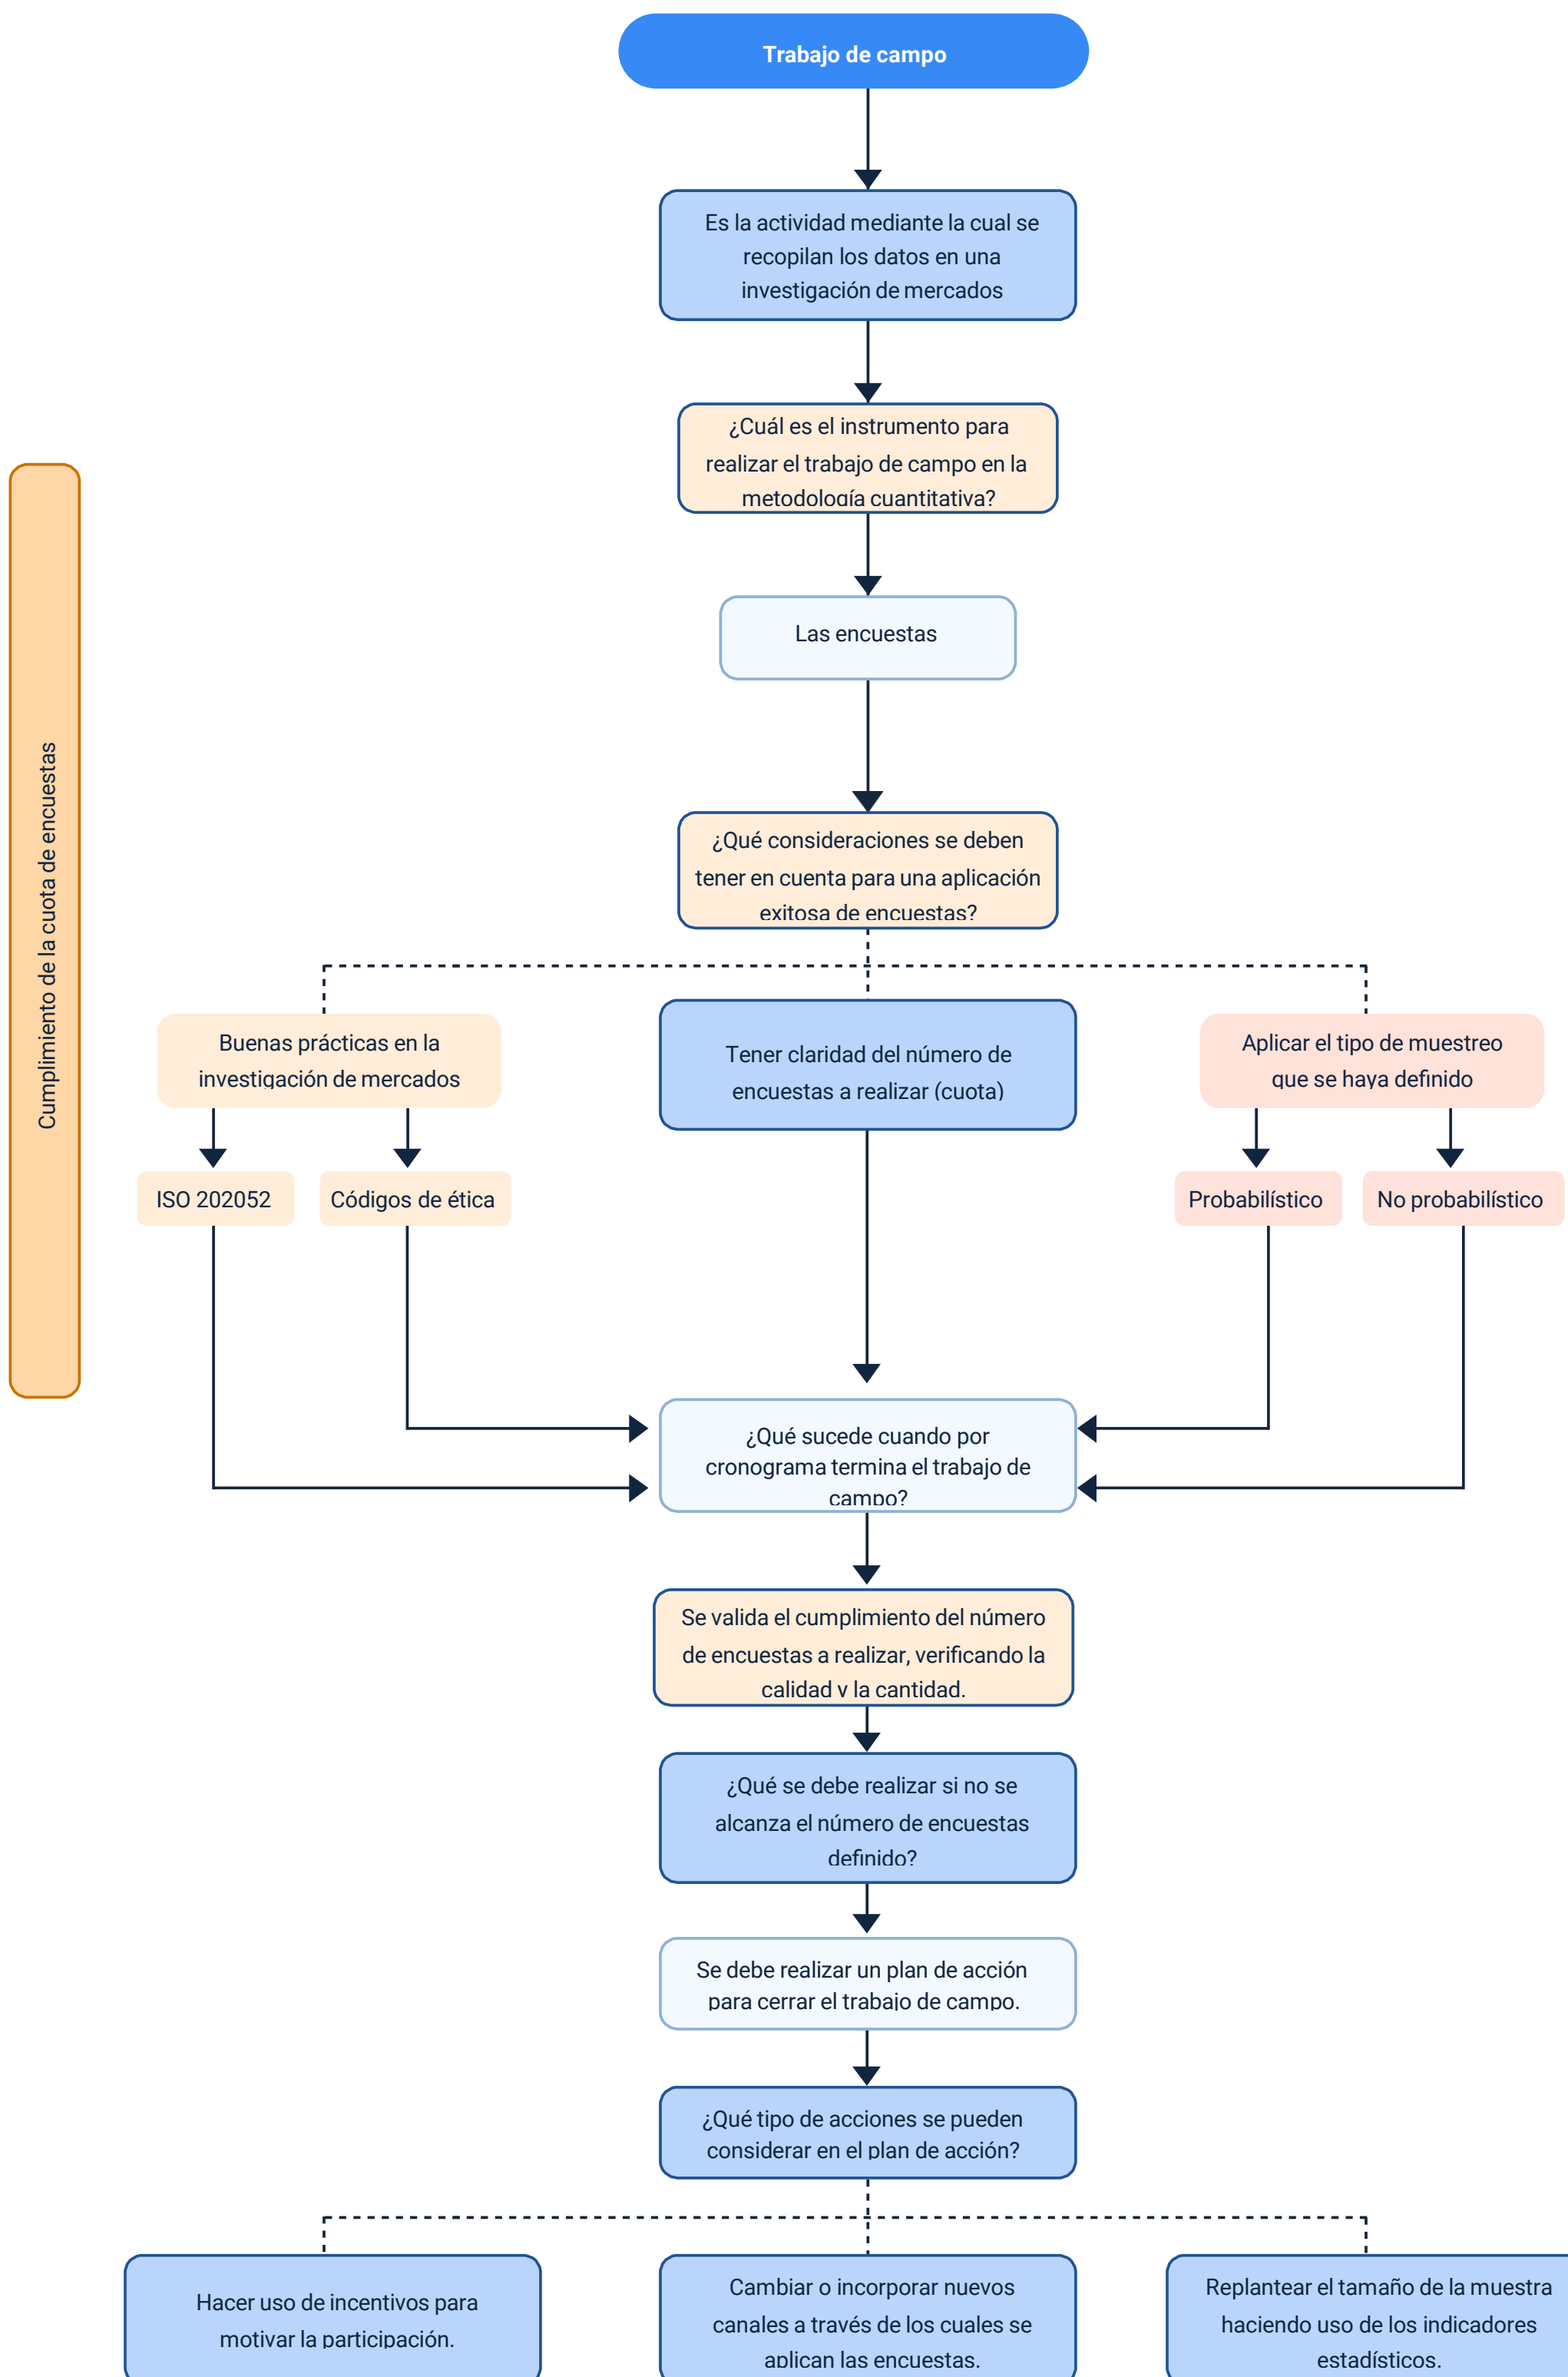 Trabajo de campo
Es la actividad mediante la cual se
recopilan los datos en una
investigación de mercados
¿Cuál es el instrumento para
realizar el trabajo de campo en la
metodología cuantitativa?
Las encuestas
Cumplimiento de la cuota de encuestas
¿Qué consideraciones se deben
tener en cuenta para una aplicación
exitosa de encuestas?
Buenas prácticas en la
investigación de mercados
Tener claridad del número de
encuestas a realizar (cuota)
Aplicar el tipo de muestreo
que se haya definido
ISO 202052
Códigos de ética
Probabilístico
No probabilístico
¿Qué sucede cuando por
cronograma termina el trabajo de
campo?
Se valida el cumplimiento del número
de encuestas a realizar, verificando la
calidad y la cantidad.
¿Qué se debe realizar si no se
alcanza el número de encuestas
definido?
Se debe realizar un plan de acción
para cerrar el trabajo de campo.
¿Qué tipo de acciones se pueden
considerar en el plan de acción?
Hacer uso de incentivos para
motivar la participación.
Cambiar o incorporar nuevos
canales a través de los cuales se
aplican las encuestas.
Replantear el tamaño de la muestra
haciendo uso de los indicadores
estadísticos.